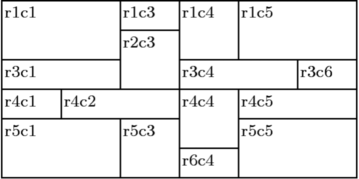 r1c1 r1c3 r1c4 r1c5
r2c3
r3c1 r3c4 r3c6
r4c1 r4c2 r4c4 r4c5
r5c1 r5c3 r5c5
r6c4